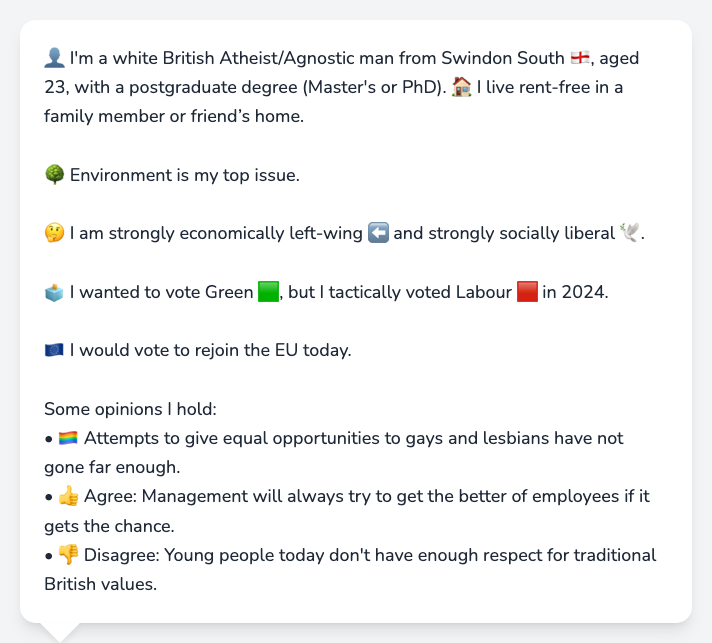 👤 I'm a white British Atheist/Agnostic man from Swindon South 🏴󠁧󠁢󠁥󠁮󠁧󠁿, aged
23, with a postgraduate degree (Master's or PhD). 🏠 I live rent-free in a
family member or friend’s home.
🌳 Environment is my top issue.
🤔 I am strongly economically left-wing ⬅️ and strongly socially liberal 🕊️.
🗳️ I wanted to vote Green 🟩, but I tactically voted Labour 🟥 in 2024.
🇪🇺 I would vote to rejoin the EU today.
Some opinions I hold:
• 🏳️‍🌈 Attempts to give equal opportunities to gays and lesbians have not
gone far enough.
• 👍 Agree: Management will always try to get the better of employees if it
gets the chance.
• 👎 Disagree: Young people today don't have enough respect for traditional
British values.